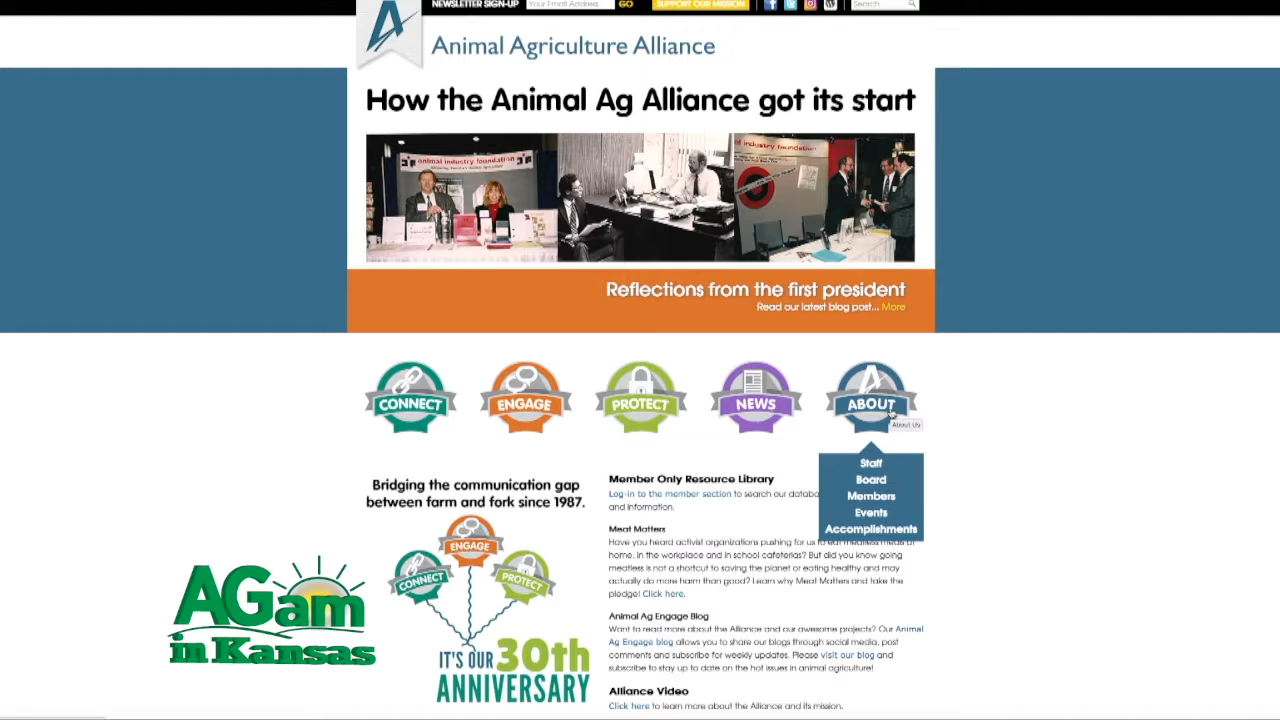 NEWSLETTER SIGN-UP Your Email Address GO SUPPORT OUR MISSION Search
Animal Agriculture Alliance
How the Animal Ag Alliance got its start
animal industry foundation
Reflections from the first president
Read our latest blog post... More
CONNECT ENGAGE PROTECT NEWS ABOUT
About Us
Staff
Board
Members
Events
Accomplishments
Bridging the communication gap
between farm and fork since 1987.
ENGAGE
CONNECT PROTECT
IT'S OUR 30th
ANNIVERSARY
Member Only Resource Library
Log-in to the member section to search our databa
and information.
Meat Matters
Have you heard activist organizations pushing for us to eat meatless meals at
home, in the workplace and in school cafeterias? But did you know going
meatless is not a shortcut to saving the planet or eating healthy and may
actually do more harm than good? Learn why Meat Matters and take the
pledge! Click here.
Animal Ag Engage Blog
Want to read more about the Alliance and our awesome projects? Our Animal
Ag Engage blog allows you to share our blogs through social media, post
comments and subscribe for weekly updates. Please visit our blog and
subscribe to stay up to date on the hot issues in animal agriculture!
Alliance Video
Click here to learn more about the Alliance and its mission.
AGam
in Kansas